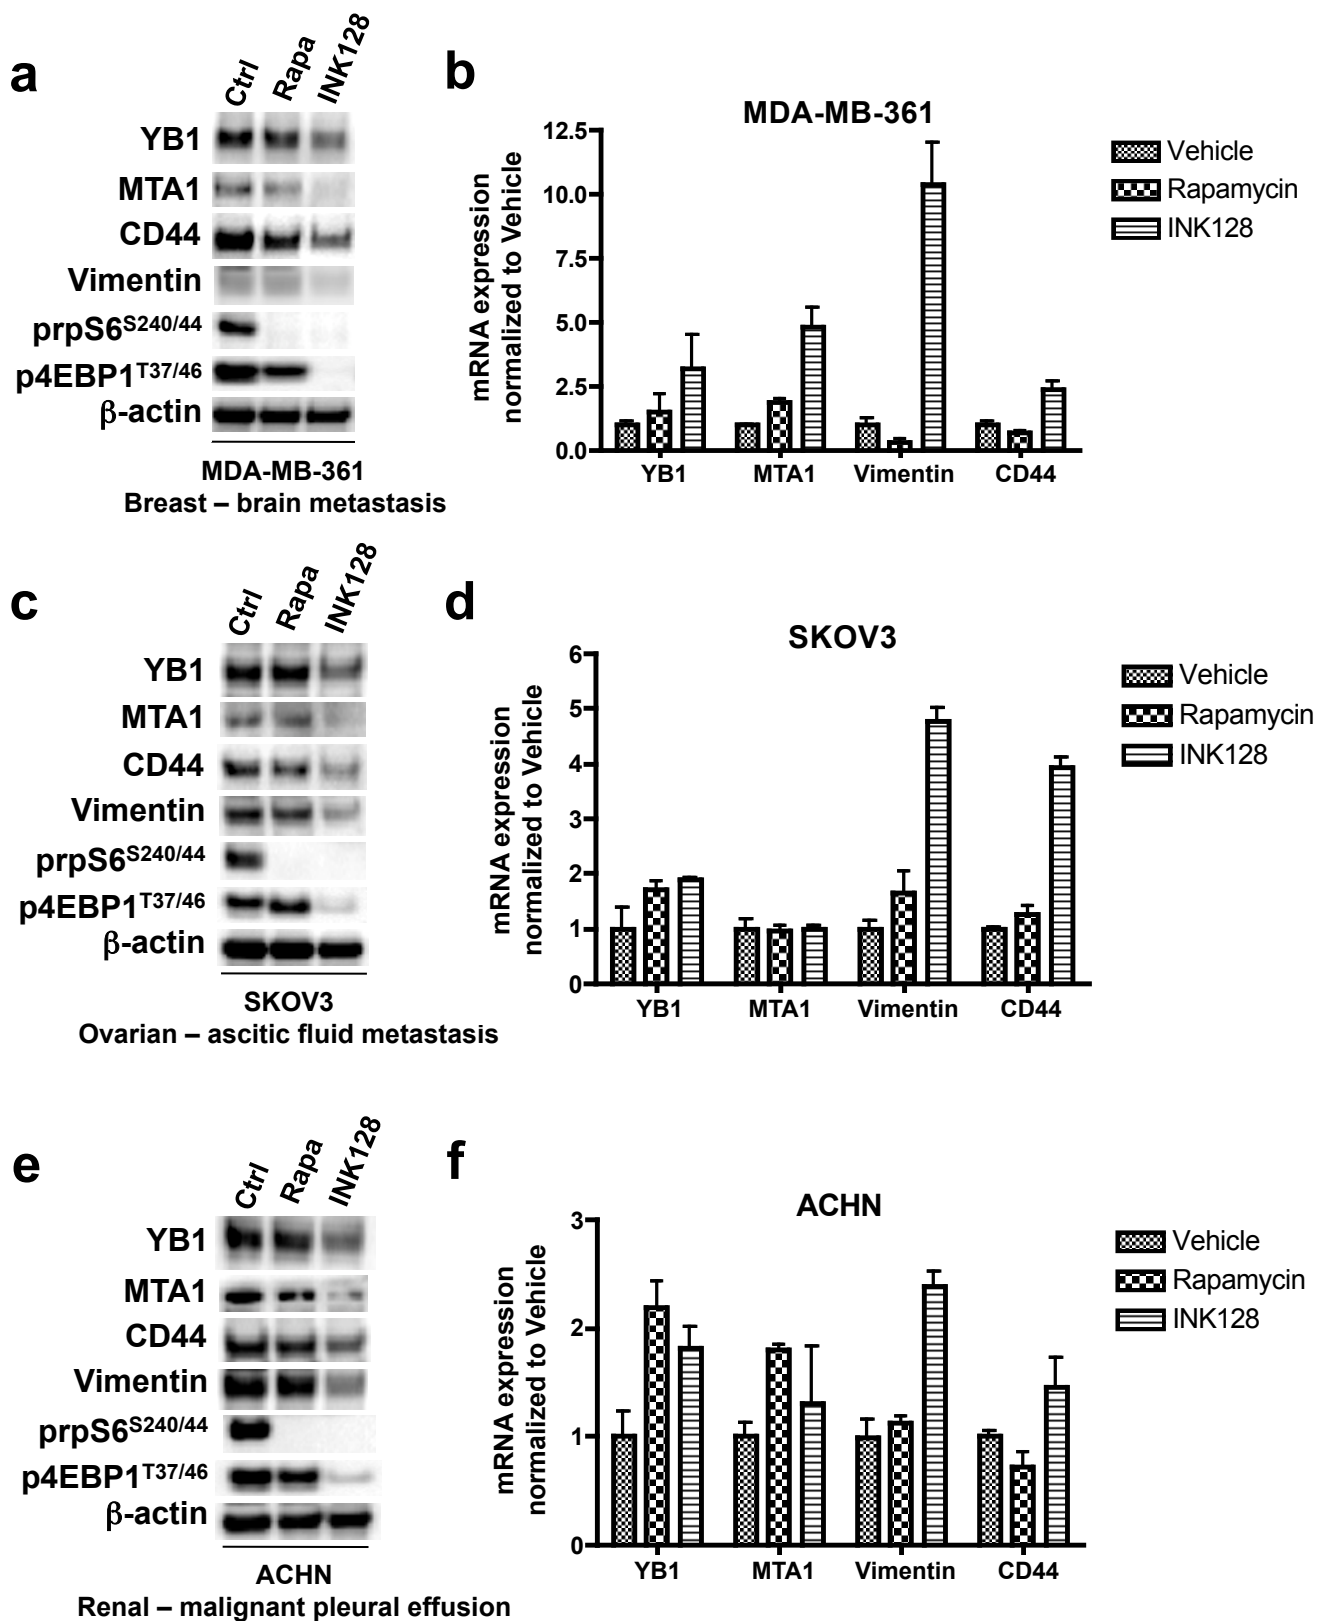 a
Ctrl
Rapa
INK128
YB1
MTA1
CD44
Vimentin
prpS6S240/44
p4EBP1T37/46
β-actin
MDA-MB-361
Breast – brain metastasis
b
MDA-MB-361
mRNA expression
normalized to Vehicle
12.5
10.0
7.5
5.0
2.5
0.0
YB1
MTA1
Vimentin
CD44
Vehicle
Rapamycin
INK128
c
Ctrl
Rapa
INK128
YB1
MTA1
CD44
Vimentin
prpS6S240/44
p4EBP1T37/46
β-actin
SKOV3
Ovarian – ascitic fluid metastasis
d
SKOV3
mRNA expression
normalized to Vehicle
6
5
4
3
2
1
0
YB1
MTA1
Vimentin
CD44
Vehicle
Rapamycin
INK128
e
Ctrl
Rapa
INK128
YB1
MTA1
CD44
Vimentin
prpS6S240/44
p4EBP1T37/46
β-actin
ACHN
Renal – malignant pleural effusion
f
ACHN
mRNA expression
normalized to Vehicle
3
2
1
0
YB1
MTA1
Vimentin
CD44
Vehicle
Rapamycin
INK128